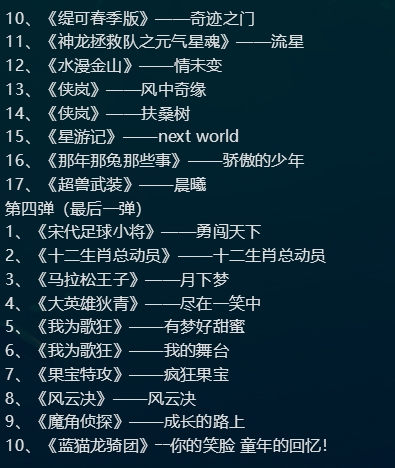 10、《缇可春季版》——奇迹之门
11、《神龙拯救队之元气星魂》——流星
12、《水漫金山》——情未变
13、《侠岚》——风中奇缘
14、《侠岚》——扶桑树
15、《星游记》——next world
16、《那年那兔那些事》——骄傲的少年
17、《超兽武装》——晨曦
第四弹（最后一弹）
1、《宋代足球小将》——勇闯天下
2、《十二生肖总动员》——十二生肖总动员
3、《马拉松王子》——月下梦
4、《大英雄狄青》——尽在一笑中
5、《我为歌狂》——有梦好甜蜜
6、《我为歌狂》——我的舞台
7、《果宝特攻》——疯狂果宝
8、《风云决》——风云决
9、《魔角侦探》——成长的路上
10、《蓝猫龙骑团》--你的笑脸 童年的回忆！